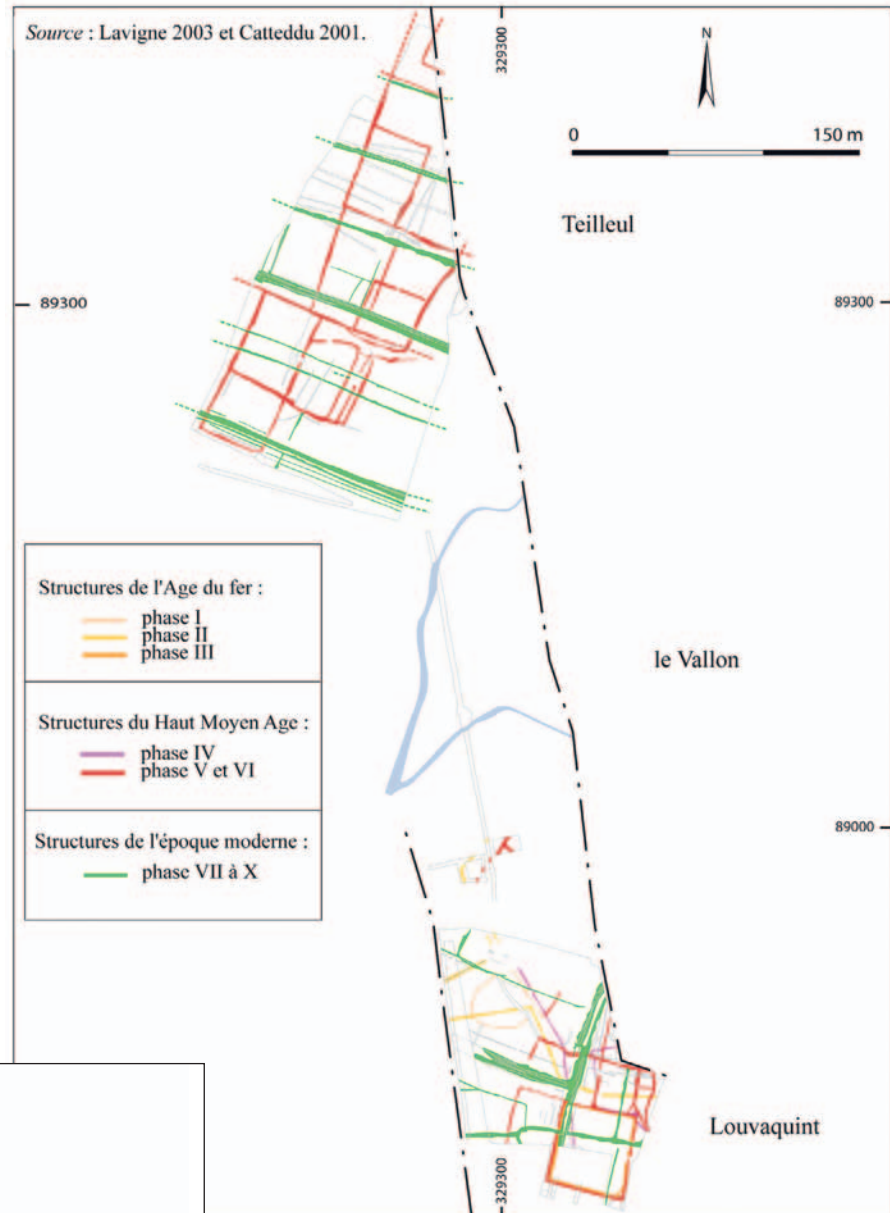 Source : Lavigne 2003 et Catteddu 2001.
329300
N
0 150 m
Teilleul
89300
89300
Structures de l'Age du fer :
phase I
phase II
phase III
le Vallon
Structures du Haut Moyen Age :
phase IV
phase V et VI
89000
Structures de l'époque moderne :
phase VII à X
Louvaquint
329300